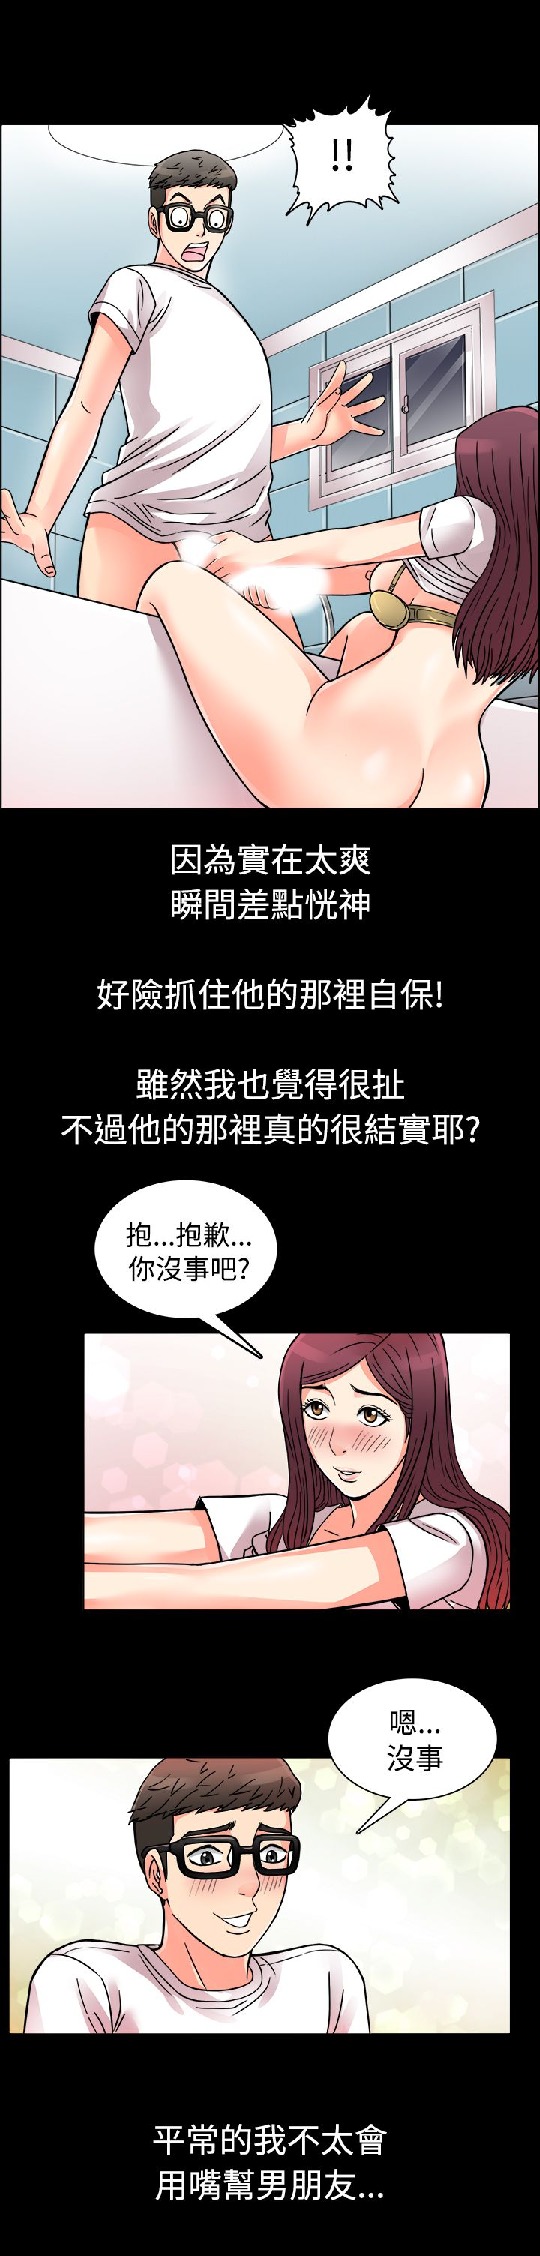 !!
因為實在太爽
瞬間差點恍神
好險抓住他的那裡自保!
雖然我也覺得很扯
不過他的那裡真的很結實耶?
抱...抱歉...
你沒事吧?
嗯...
沒事
平常的我不太會
用嘴幫男朋友...